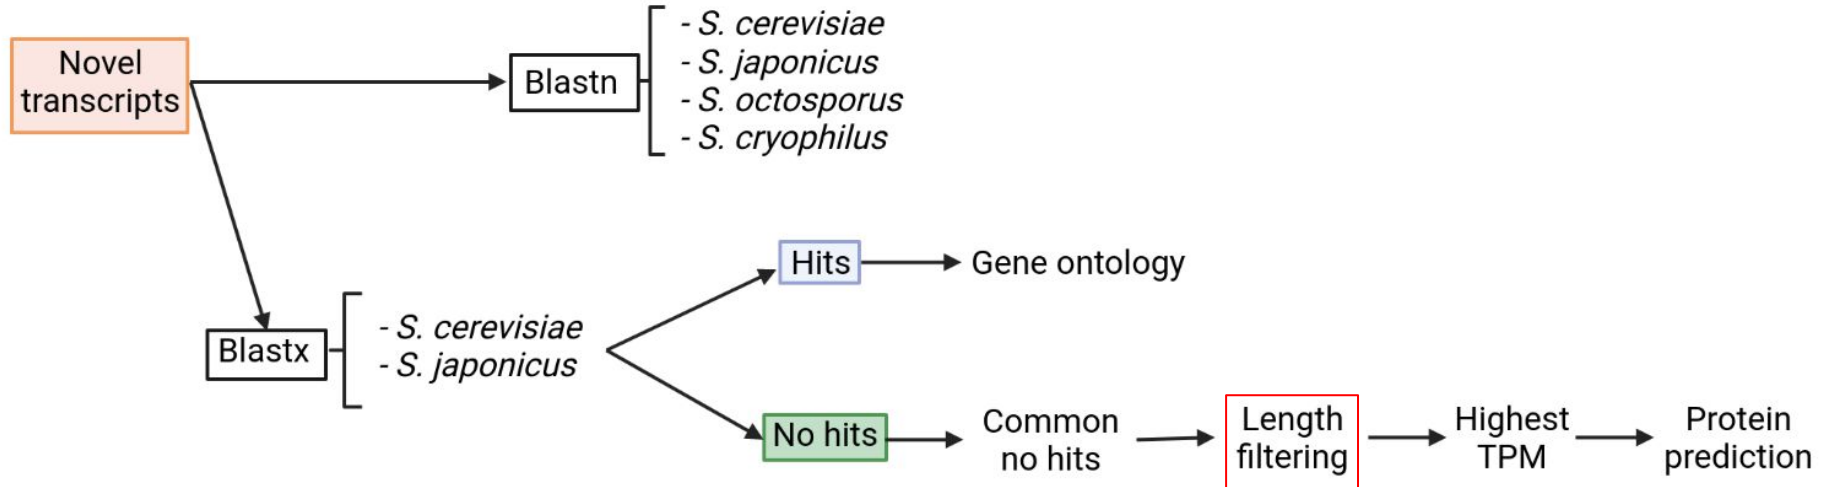 Novel
transcripts
Blastn
- S. cerevisiae
- S. japonicus
- S. octosporus
- S. cryophilus
Hits
Gene ontology
Blastx
- S. cerevisiae
- S. japonicus
No hits
Common
no hits
Length
filtering
Highest
TPM
Protein
prediction